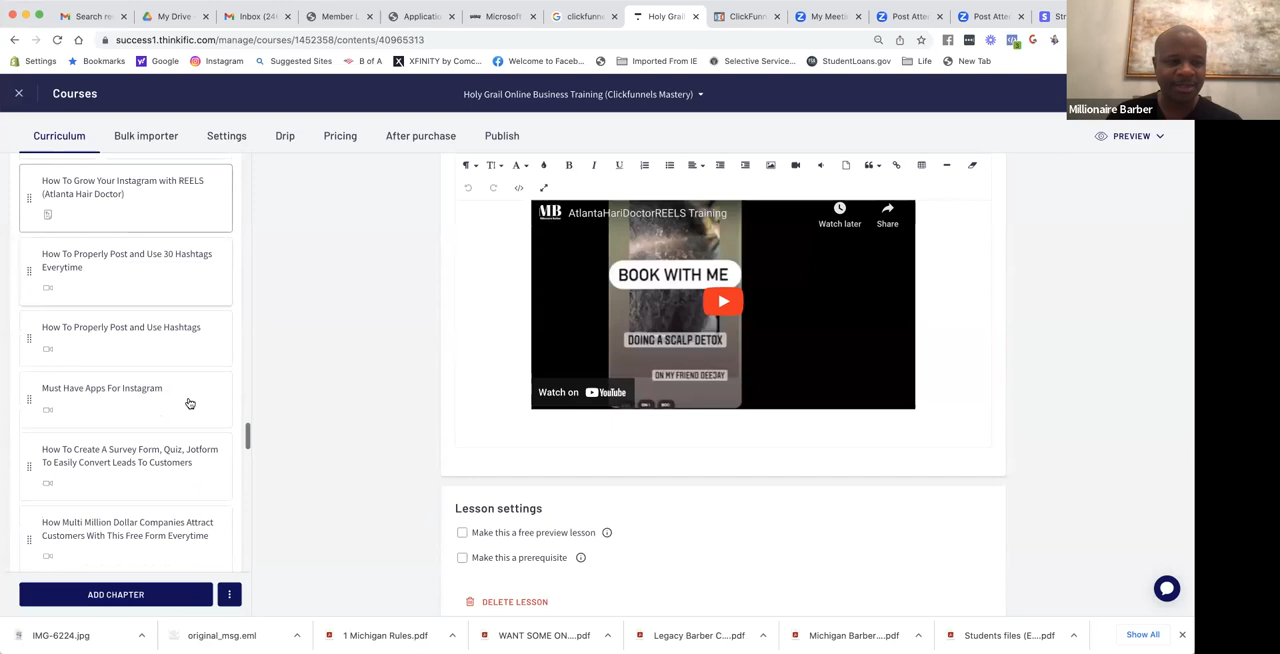 Search re
My Drive -
Inbox (24
Member L
Applicatio
Microsoft
clickfunne
Holy Grail
ClickFunn
My Meeti
Post Atter
Post Atter
Str
success1.thinkific.com/manage/courses/1452358/contents/40965313
Settings
Bookmarks
Google
Instagram
Suggested Sites
B of A
XFINITY by Comc...
Welcome to Faceb...
Imported From IE
Selective Service...
StudentLoans.gov
Life
New Tab
Millionaire Barber
Courses
Holy Grail Online Business Training (Clickfunnels Mastery)
Curriculum
Bulk importer
Settings
Drip
Pricing
After purchase
Publish
PREVIEW
How To Grow Your Instagram with REELS
(Atlanta Hair Doctor)
How To Properly Post and Use 30 Hashtags
Everytime
How To Properly Post and Use Hashtags
Must Have Apps For Instagram
How To Create A Survey Form, Quiz, Jotform
To Easily Convert Leads To Customers
How Multi Million Dollar Companies Attract
Customers With This Free Form Everytime
ADD CHAPTER
MB
AtlantaHariDoctorREELS Training
Watch later
Share
BOOK WITH ME
DOING A SCALP DETOX
ON MY FRIEND DEEJAY
Watch on YouTube
Lesson settings
Make this a free preview lesson
Make this a prerequisite
DELETE LESSON
IMG-6224.jpg
original_msg.eml
1 Michigan Rules.pdf
WANT SOME ON....pdf
Legacy Barber C....pdf
Michigan Barber....pdf
Students files (E....pdf
Show All